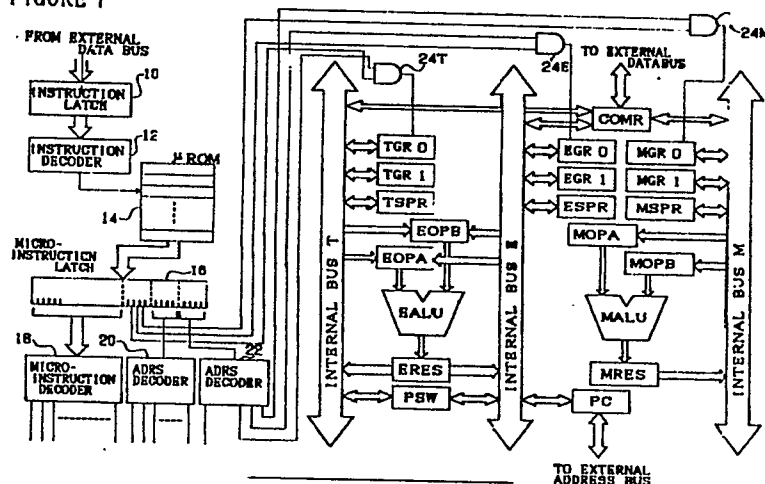 FIGURE 7
FROM EXTERNAL
DATA BUS
10
INSTRUCTION
LATCH
12
INSTRUCTION
DECODER
μROM
14
MICRO-
INSTRUCTION
LATCH
16
18
MICRO-
INSTRUCTION
DECODER
20
ADRS
DECODER
22
ADRS
DECODER
24T
24E
INTERNAL BUS T
TGR 0
TGR 1
TSPR
EOPB
EOPA
EALU
ERES
PSW
INTERNAL BUS E
TO EXTERNAL
DATABUS
COMR
EGR 0
MGR 0
EGR 1
MGR 1
ESPR
MSPR
MOPA
MOPB
MALU
MRES
PC
TO EXTERNAL
ADDRESS BUS
INTERNAL BUS M